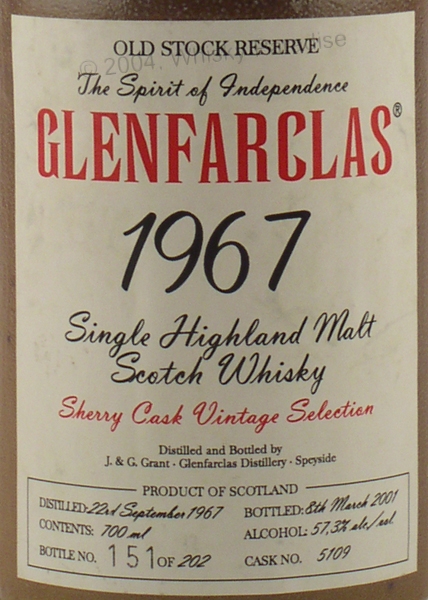 OLD STOCK RESERVE
© 2004, Whisky
The Spirit of Independence
GLENFARCLAS®
1967
Single Highland Malt
Scotch Whisky
Sherry Cask Vintage Selection
Distilled and Bottled by
J. & G. Grant · Glenfarclas Distillery · Speyside
PRODUCT OF SCOTLAND
DISTILLED: 22rd September 1967 BOTTLED: 8th March 2001
CONTENTS: 700 ml ALCOHOL: 57,3% alc/vol.
BOTTLE NO. 151 OF 202 CASK NO. 5109